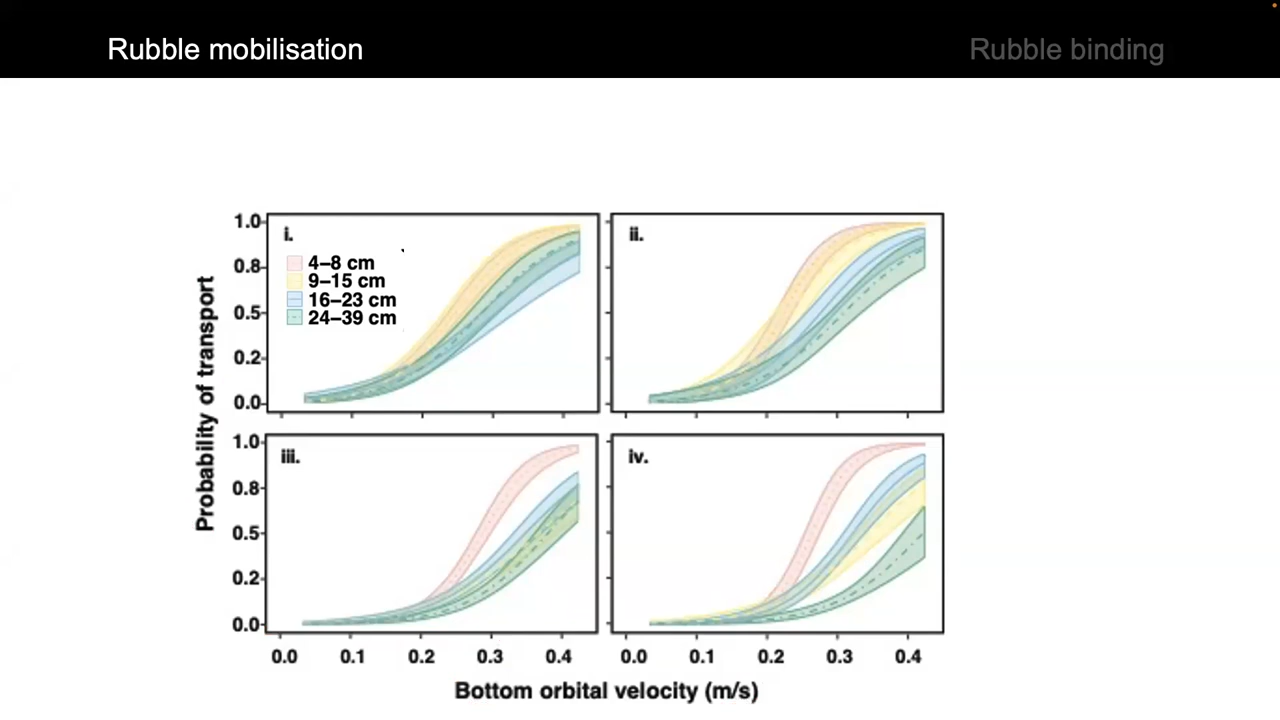 Rubble mobilisation
Rubble binding
Probability of transport
1.0
0.8
0.5
0.2
0.0
i.
4–8 cm
9–15 cm
16–23 cm
24–39 cm
ii.
1.0
0.8
0.5
0.2
0.0
iii.
iv.
0.0 0.1 0.2 0.3 0.4
0.0 0.1 0.2 0.3 0.4
Bottom orbital velocity (m/s)